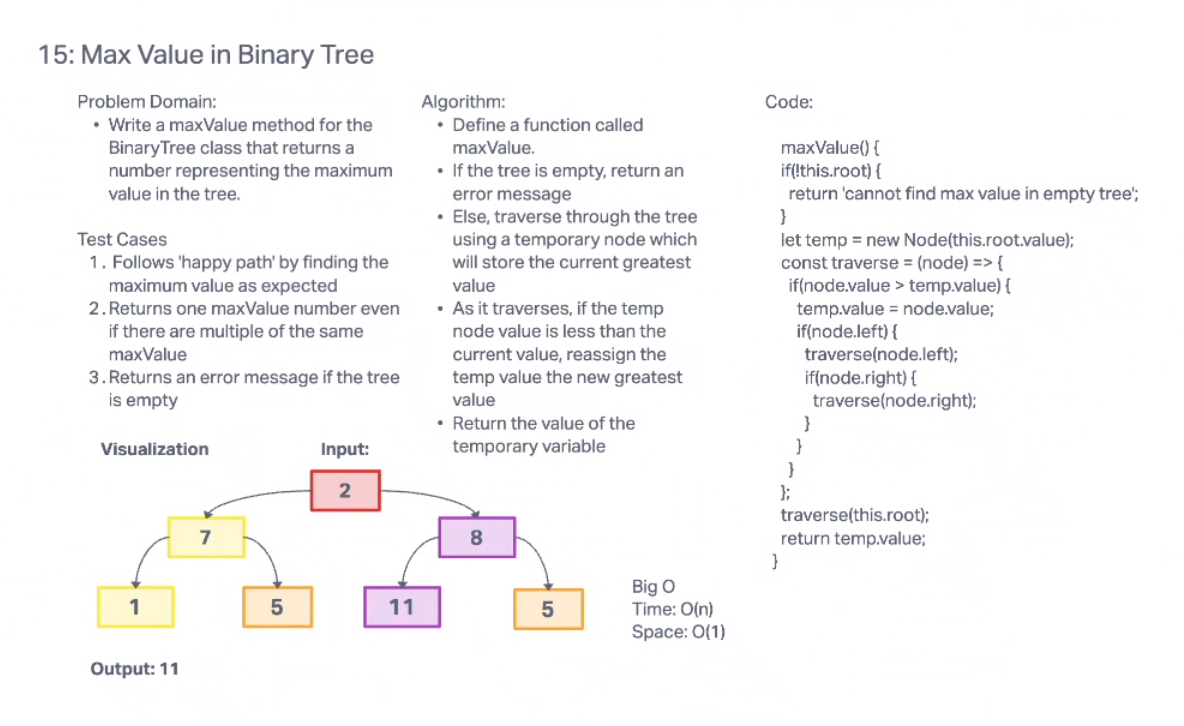 15: Max Value in Binary Tree
Problem Domain:
• Write a maxValue method for the
BinaryTree class that returns a
number representing the maximum
value in the tree.
Test Cases
1. Follows 'happy path' by finding the
maximum value as expected
2. Returns one maxValue number even
if there are multiple of the same
maxValue
3. Returns an error message if the tree
is empty
Algorithm:
• Define a function called
maxValue.
• If the tree is empty, return an
error message
• Else, traverse through the tree
using a temporary node which
will store the current greatest
value
• As it traverses, if the temp
node value is less than the
current value, reassign the
temp value the new greatest
value
• Return the value of the
temporary variable
Code:
maxValue() {
if(!this.root) {
return 'cannot find max value in empty tree';
}
let temp = new Node(this.root.value);
const traverse = (node) => {
if(node.value > temp.value) {
temp.value = node.value;
if(node.left) {
traverse(node.left);
if(node.right) {
traverse(node.right);
}
}
}
};
traverse(this.root);
return temp.value;
}
Visualization
Input:
2
7
8
1
5
11
5
Big O
Time: O(n)
Space: O(1)
Output: 11